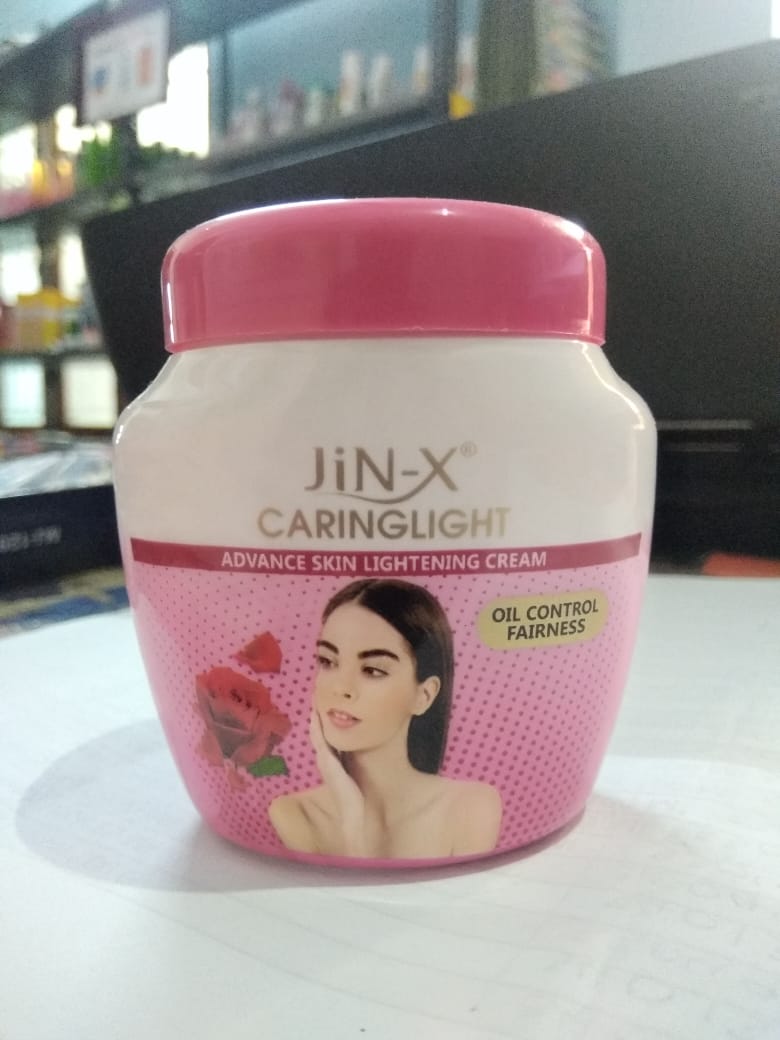 JiN-X®
CARINGLIGHT
ADVANCE SKIN LIGHTENING CREAM
OIL CONTROL
FAIRNESS